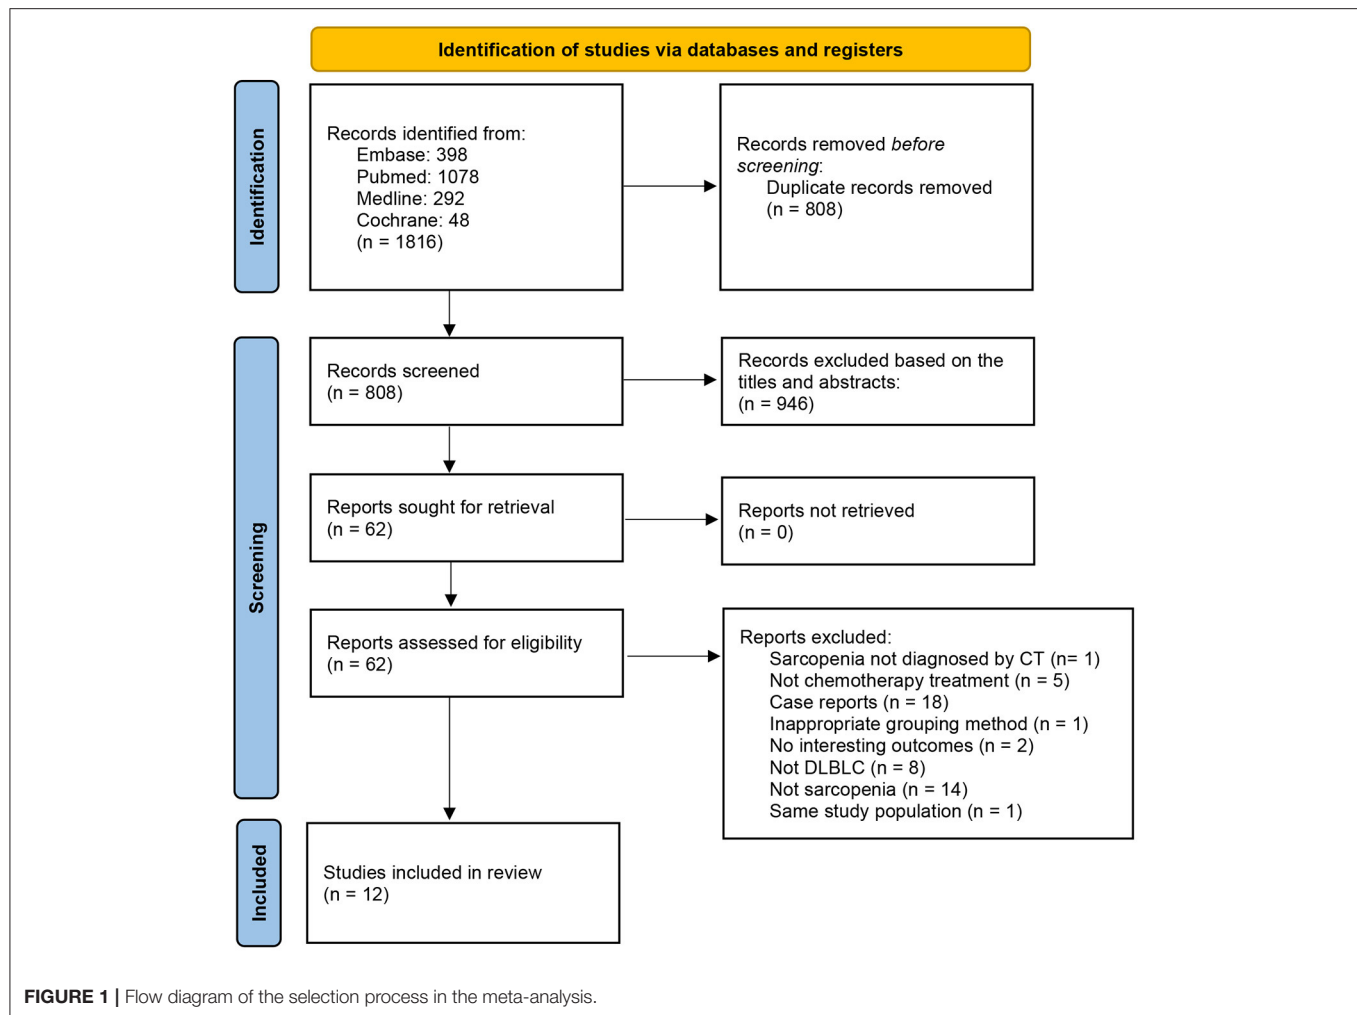 Identification of studies via databases and registers
Identification
Records identified from:
Embase: 398
Pubmed: 1078
Medline: 292
Cochrane: 48
(n = 1816)
Records removed before
screening:
Duplicate records removed
(n = 808)
Screening
Records screened
(n = 808)
Records excluded based on the
titles and abstracts:
(n = 946)
Reports sought for retrieval
(n = 62)
Reports not retrieved
(n = 0)
Reports assessed for eligibility
(n = 62)
Reports excluded:
Sarcopenia not diagnosed by CT (n= 1)
Not chemotherapy treatment (n = 5)
Case reports (n = 18)
Inappropriate grouping method (n = 1)
No interesting outcomes (n = 2)
Not DLBLC (n = 8)
Not sarcopenia (n = 14)
Same study population (n = 1)
Included
Studies included in review
(n = 12)
FIGURE 1 | Flow diagram of the selection process in the meta-analysis.